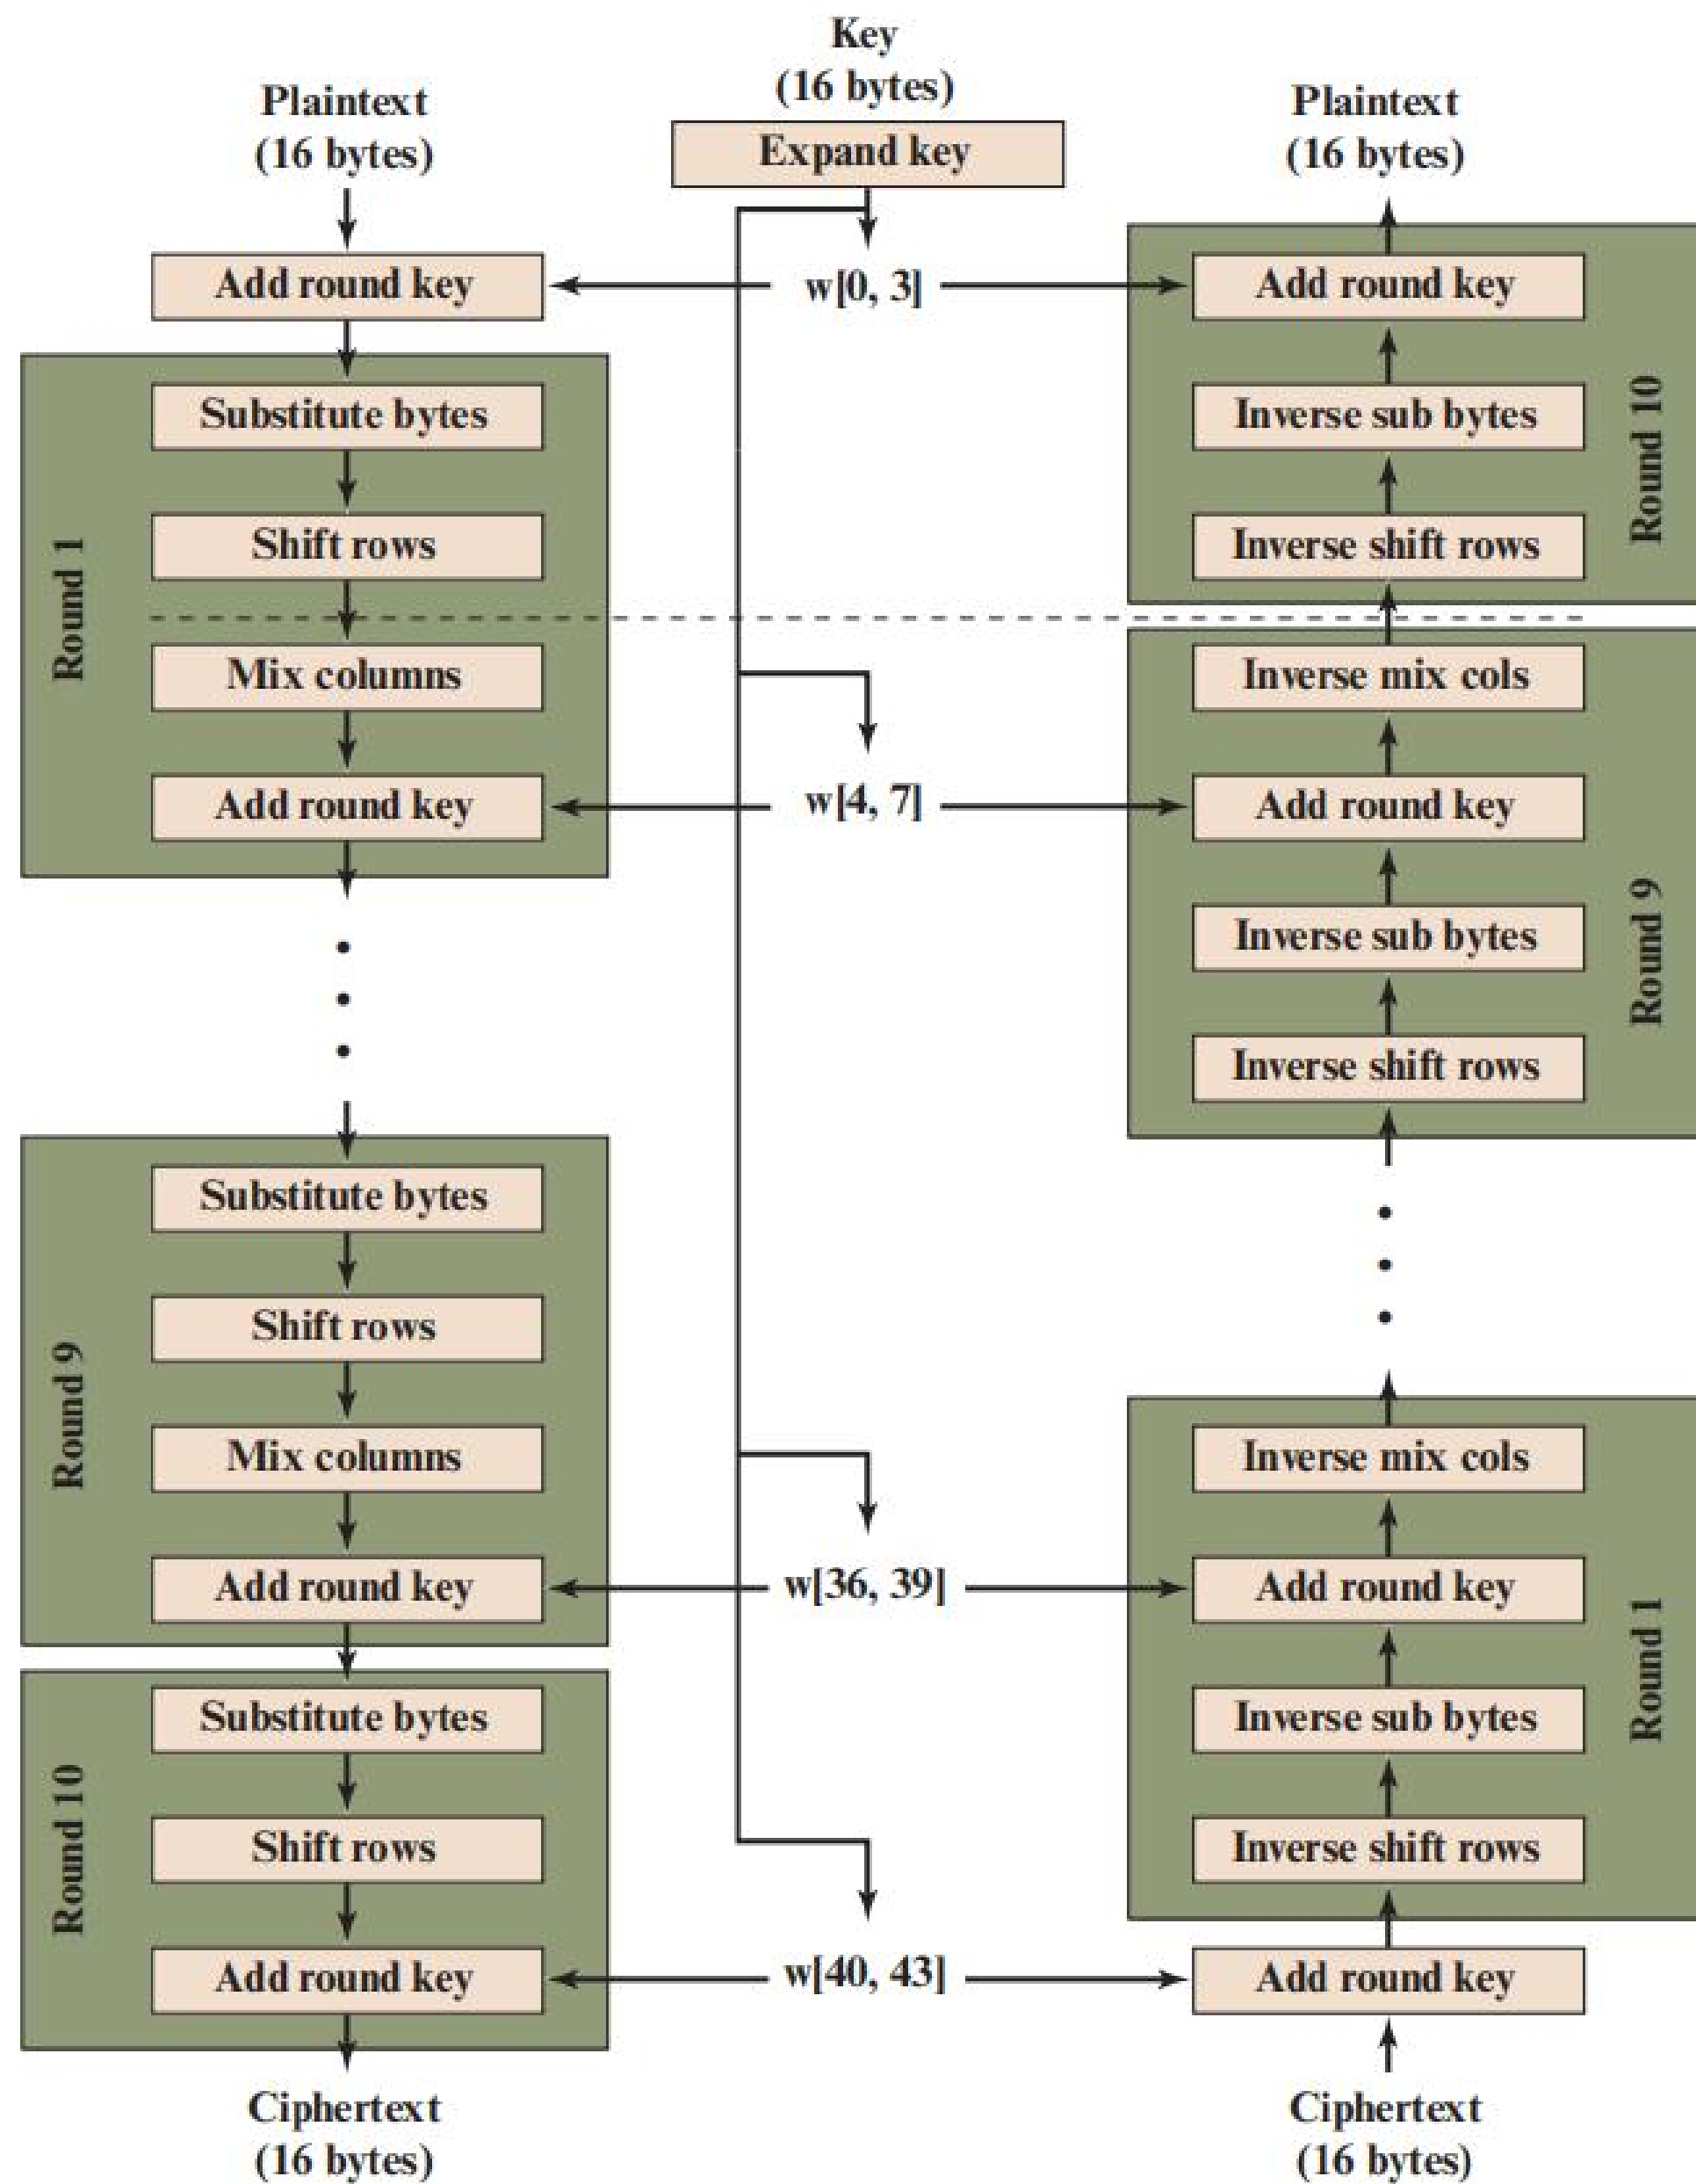 Plaintext
(16 bytes)
Add round key
Round 1
Substitute bytes
Shift rows
Mix columns
Add round key
Round 9
Substitute bytes
Shift rows
Mix columns
Add round key
Round 10
Substitute bytes
Shift rows
Add round key
Ciphertext
(16 bytes)
Key
(16 bytes)
Expand key
w[0, 3]
w[4, 7]
w[36, 39]
w[40, 43]
Plaintext
(16 bytes)
Add round key
Inverse sub bytes
Inverse shift rows
Round 10
Inverse mix cols
Add round key
Inverse sub bytes
Inverse shift rows
Round 9
Inverse mix cols
Add round key
Inverse sub bytes
Inverse shift rows
Round 1
Add round key
Ciphertext
(16 bytes)